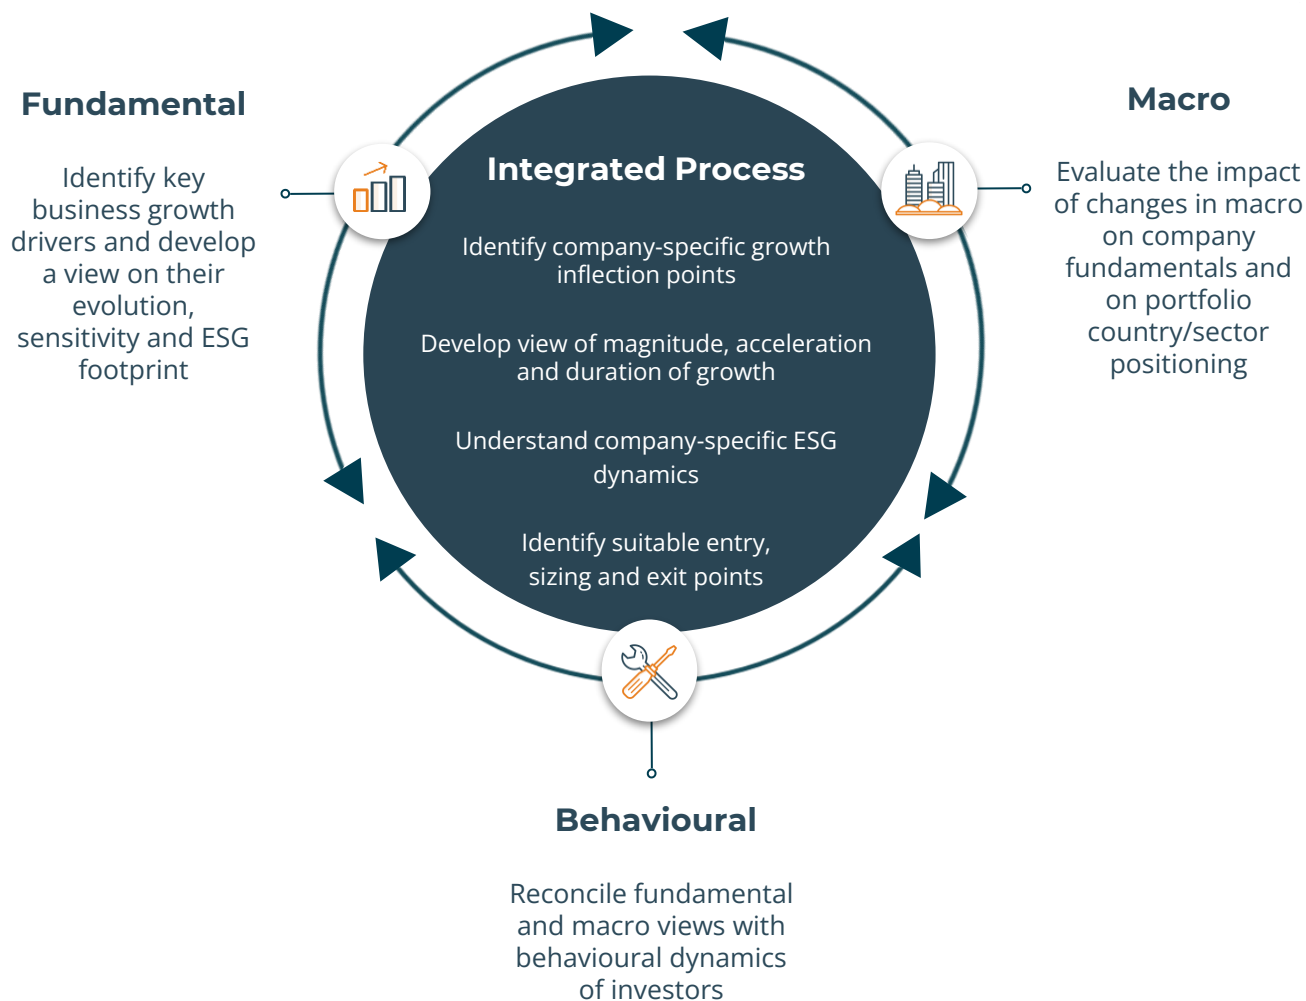 Fundamental
Identify key
business growth
drivers and develop
a view on their
evolution,
sensitivity and ESG
footprint
Integrated Process
Identify company-specific growth
inflection points
Develop view of magnitude, acceleration
and duration of growth
Understand company-specific ESG
dynamics
Identify suitable entry,
sizing and exit points
Macro
Evaluate the impact
of changes in macro
on company
fundamentals and
on portfolio
country/sector
positioning
Behavioural
Reconcile fundamental
and macro views with
behavioural dynamics
of investors